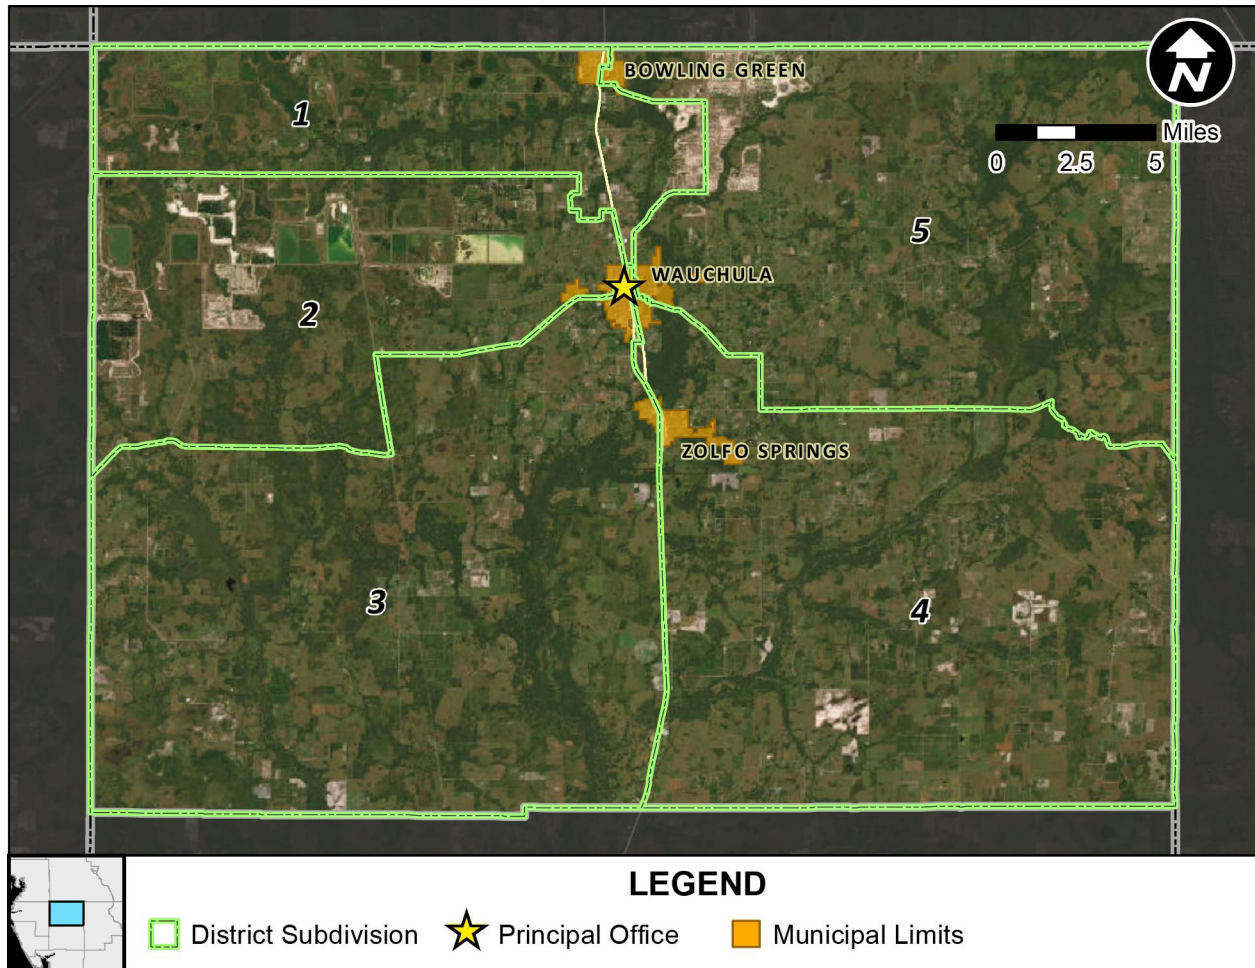 BOWLING GREEN
N
1
Miles
0 2.5 5
5
WAUCHULA
2
ZOLFO SPRINGS
3
4
LEGEND
District Subdivision Principal Office Municipal Limits